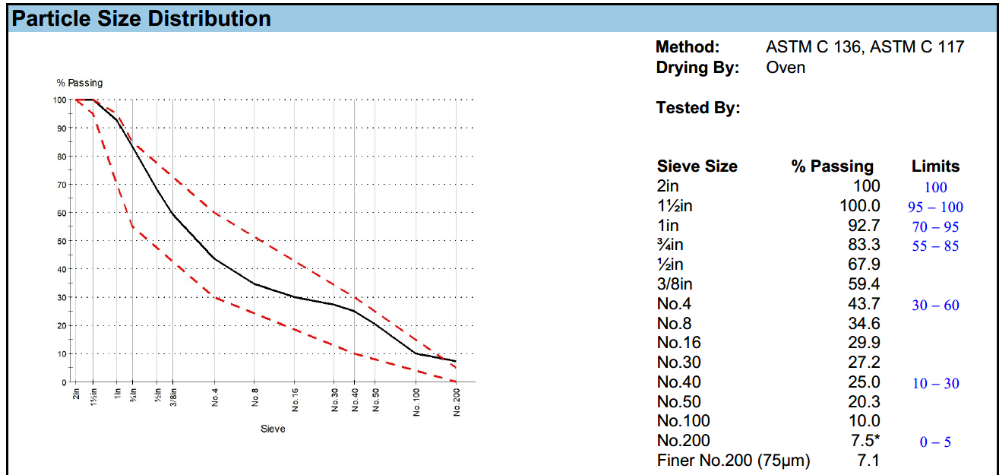 Particle Size Distribution
Method: ASTM C 136, ASTM C 117
Drying By: Oven
Tested By:
% Passing
100
90
80
70
60
50
40
30
20
10
0
2in
1½in
1in
¾in
½in
3/8in
No.4
No.8
No.16
No.30
No.40
No.50
No.100
No.200
Sieve
Sieve Size % Passing Limits
2in 100 100
1½in 100.0 95 – 100
1in 92.7 70 – 95
¾in 83.3 55 – 85
½in 67.9
3/8in 59.4
No.4 43.7 30 – 60
No.8 34.6
No.16 29.9
No.30 27.2
No.40 25.0 10 – 30
No.50 20.3
No.100 10.0
No.200 7.5* 0 – 5
Finer No.200 (75µm) 7.1